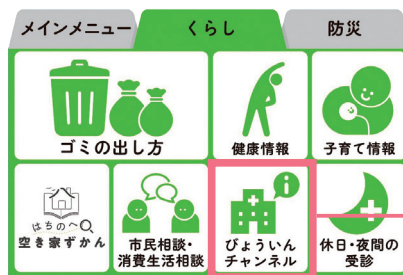 メインメニュー くらし 防災
ゴミの出し方 健康情報 子育て情報
はちのへ
空き家ずかん
市民相談・
消費生活相談
びょういん
チャンネル
休日・夜間の
受診